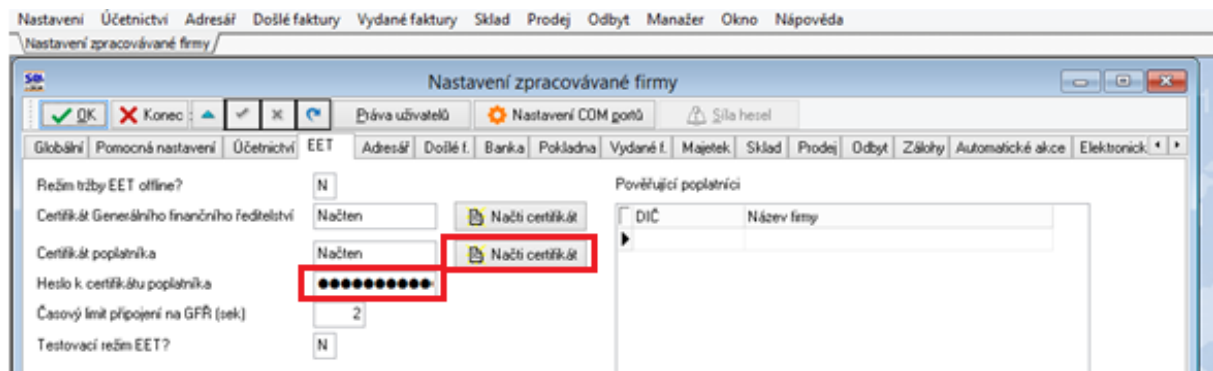 Nastavení Účetnictví Adresář Došlé faktury Vydané faktury Sklad Prodej Odbyt Manažer Okno Nápověda
Nastavení zpracovávané firmy
SQL Nastavení zpracovávané firmy
OK Konec Práva uživatelů Nastavení COM portů Síla hesel
Globální Pomocná nastavení Účetnictví EET Adresář Došlé f. Banka Pokladna Vydané f. Majetek Sklad Prodej Odbyt Zálohy Automatické akce Elektronick
Režim tržby EET offline? N Pověřující poplatníci
Certifikát Generálního finančního ředitelství Načten Načti certifikát DIČ Název firmy
Certifikát poplatníka Načten Načti certifikát
Heslo k certifikátu poplatníka ●●●●●●●●●●●
Časový limit připojení na GFŘ (sek) 2
Testovací režim EET? N